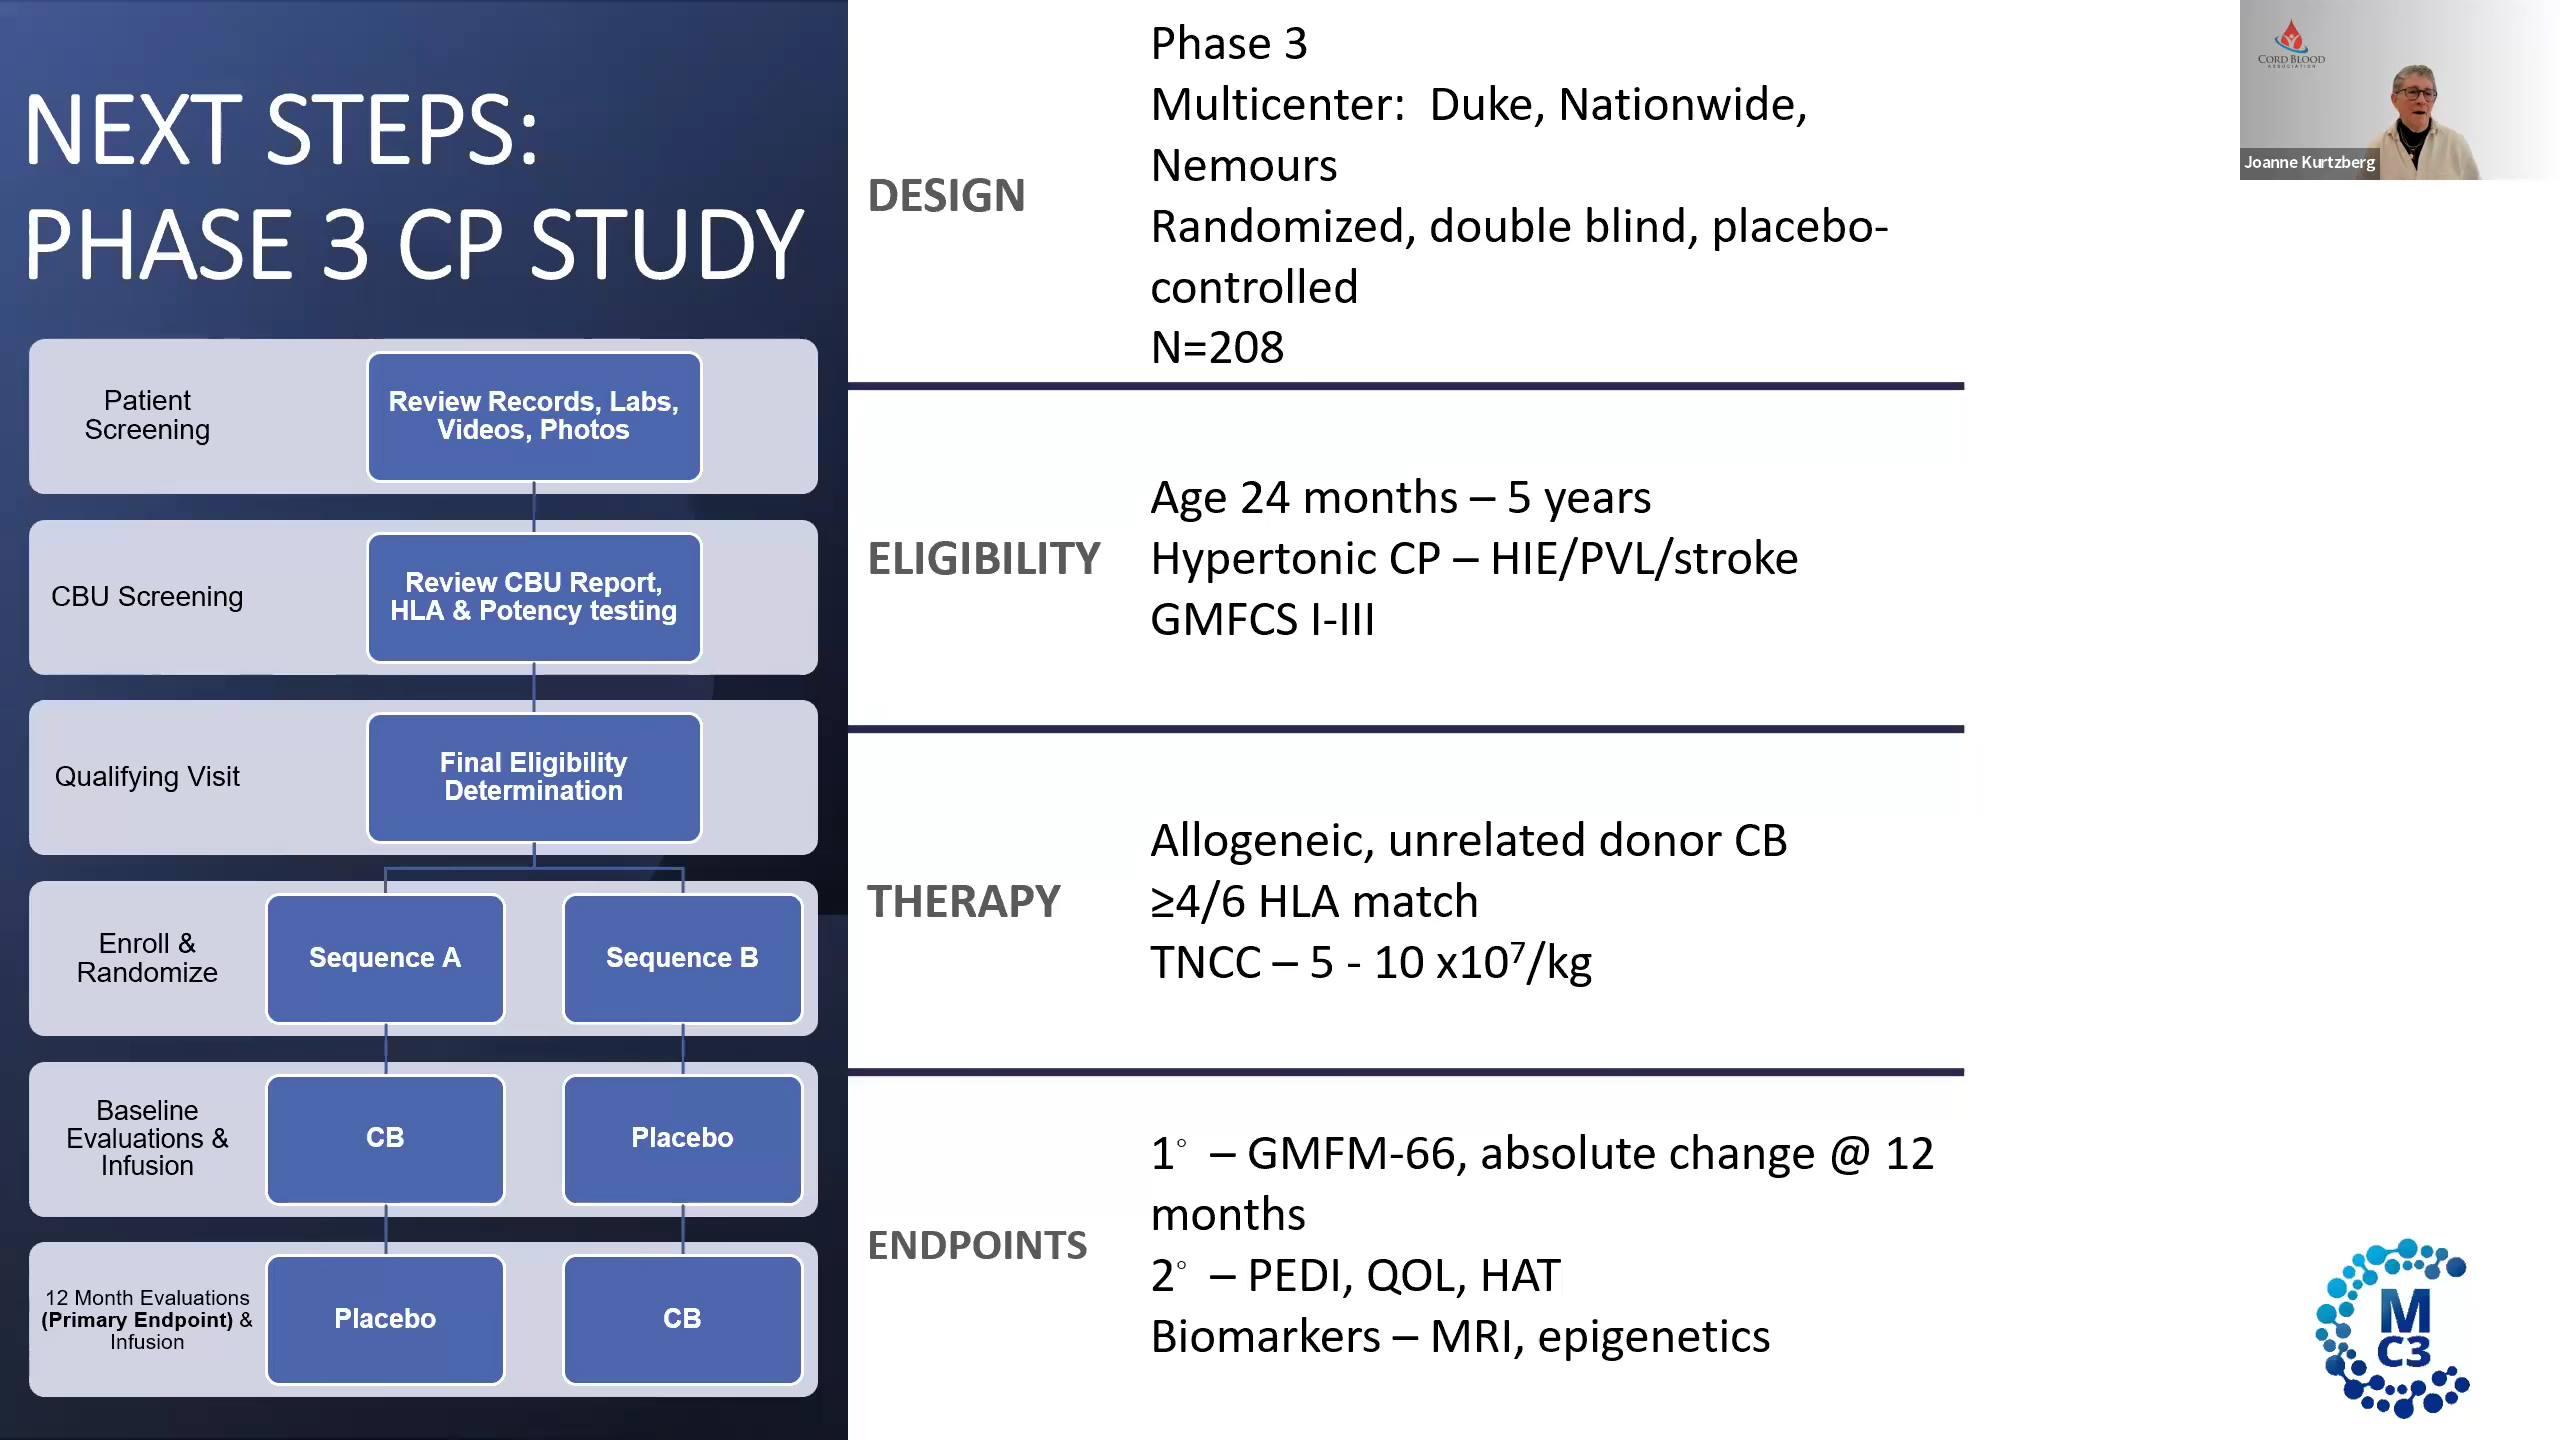 NEXT STEPS:
PHASE 3 CP STUDY
Patient
Screening
Review Records, Labs,
Videos, Photos
CBU Screening
Review CBU Report,
HLA & Potency testing
Qualifying Visit
Final Eligibility
Determination
Enroll &
Randomize
Sequence A
Sequence B
Baseline
Evaluations &
Infusion
CB
Placebo
12 Month Evaluations
(Primary Endpoint) &
Infusion
Placebo
CB
DESIGN
Phase 3
Multicenter: Duke, Nationwide,
Nemours
Randomized, double blind, placebo-
controlled
N=208
ELIGIBILITY
Age 24 months – 5 years
Hypertonic CP – HIE/PVL/stroke
GMFCS I-III
THERAPY
Allogeneic, unrelated donor CB
≥4/6 HLA match
TNCC – 5 - 10 x10⁷/kg
ENDPOINTS
1° – GMFM-66, absolute change @ 12
months
2° – PEDI, QOL, HAT
Biomarkers – MRI, epigenetics
CORD BLOOD
ASSOCIATION
Joanne Kurtzberg
M
C3